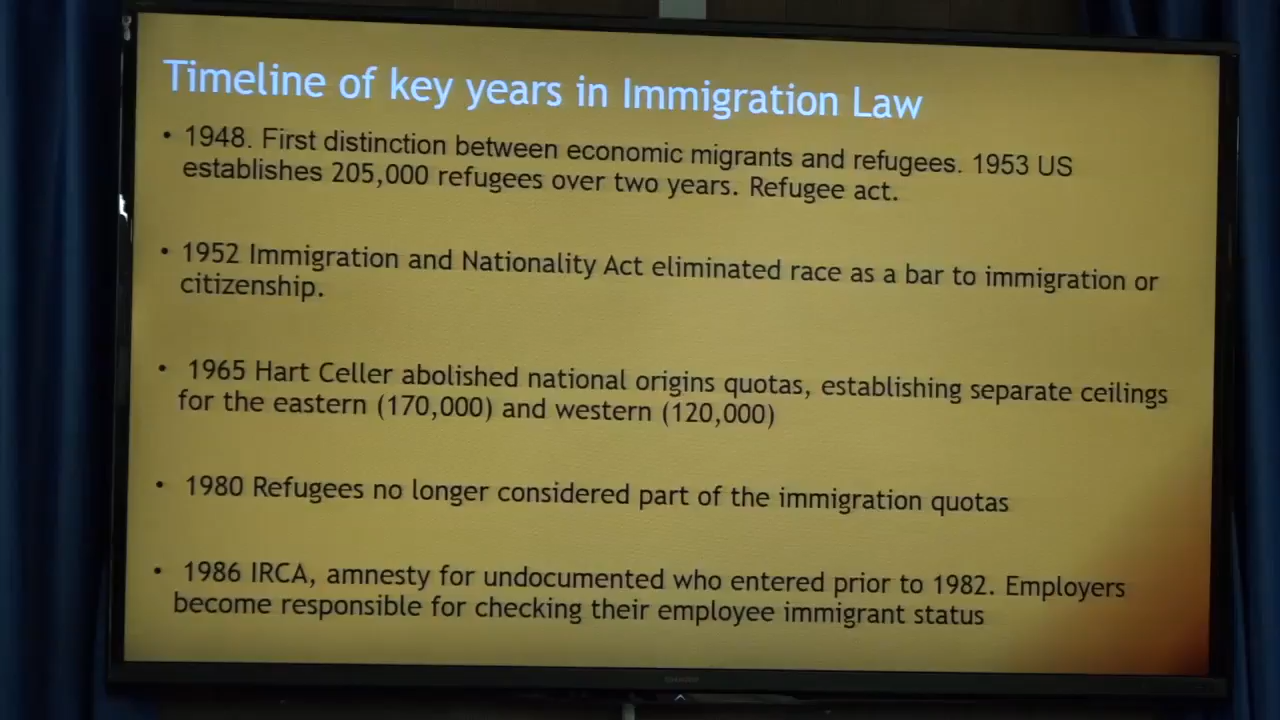 Timeline of key years in Immigration Law
• 1948. First distinction between economic migrants and refugees. 1953 US
establishes 205,000 refugees over two years. Refugee act.
• 1952 Immigration and Nationality Act eliminated race as a bar to immigration or
citizenship.
• 1965 Hart Celler abolished national origins quotas, establishing separate ceilings
for the eastern (170,000) and western (120,000)
• 1980 Refugees no longer considered part of the immigration quotas
• 1986 IRCA, amnesty for undocumented who entered prior to 1982. Employers
become responsible for checking their employee immigrant status